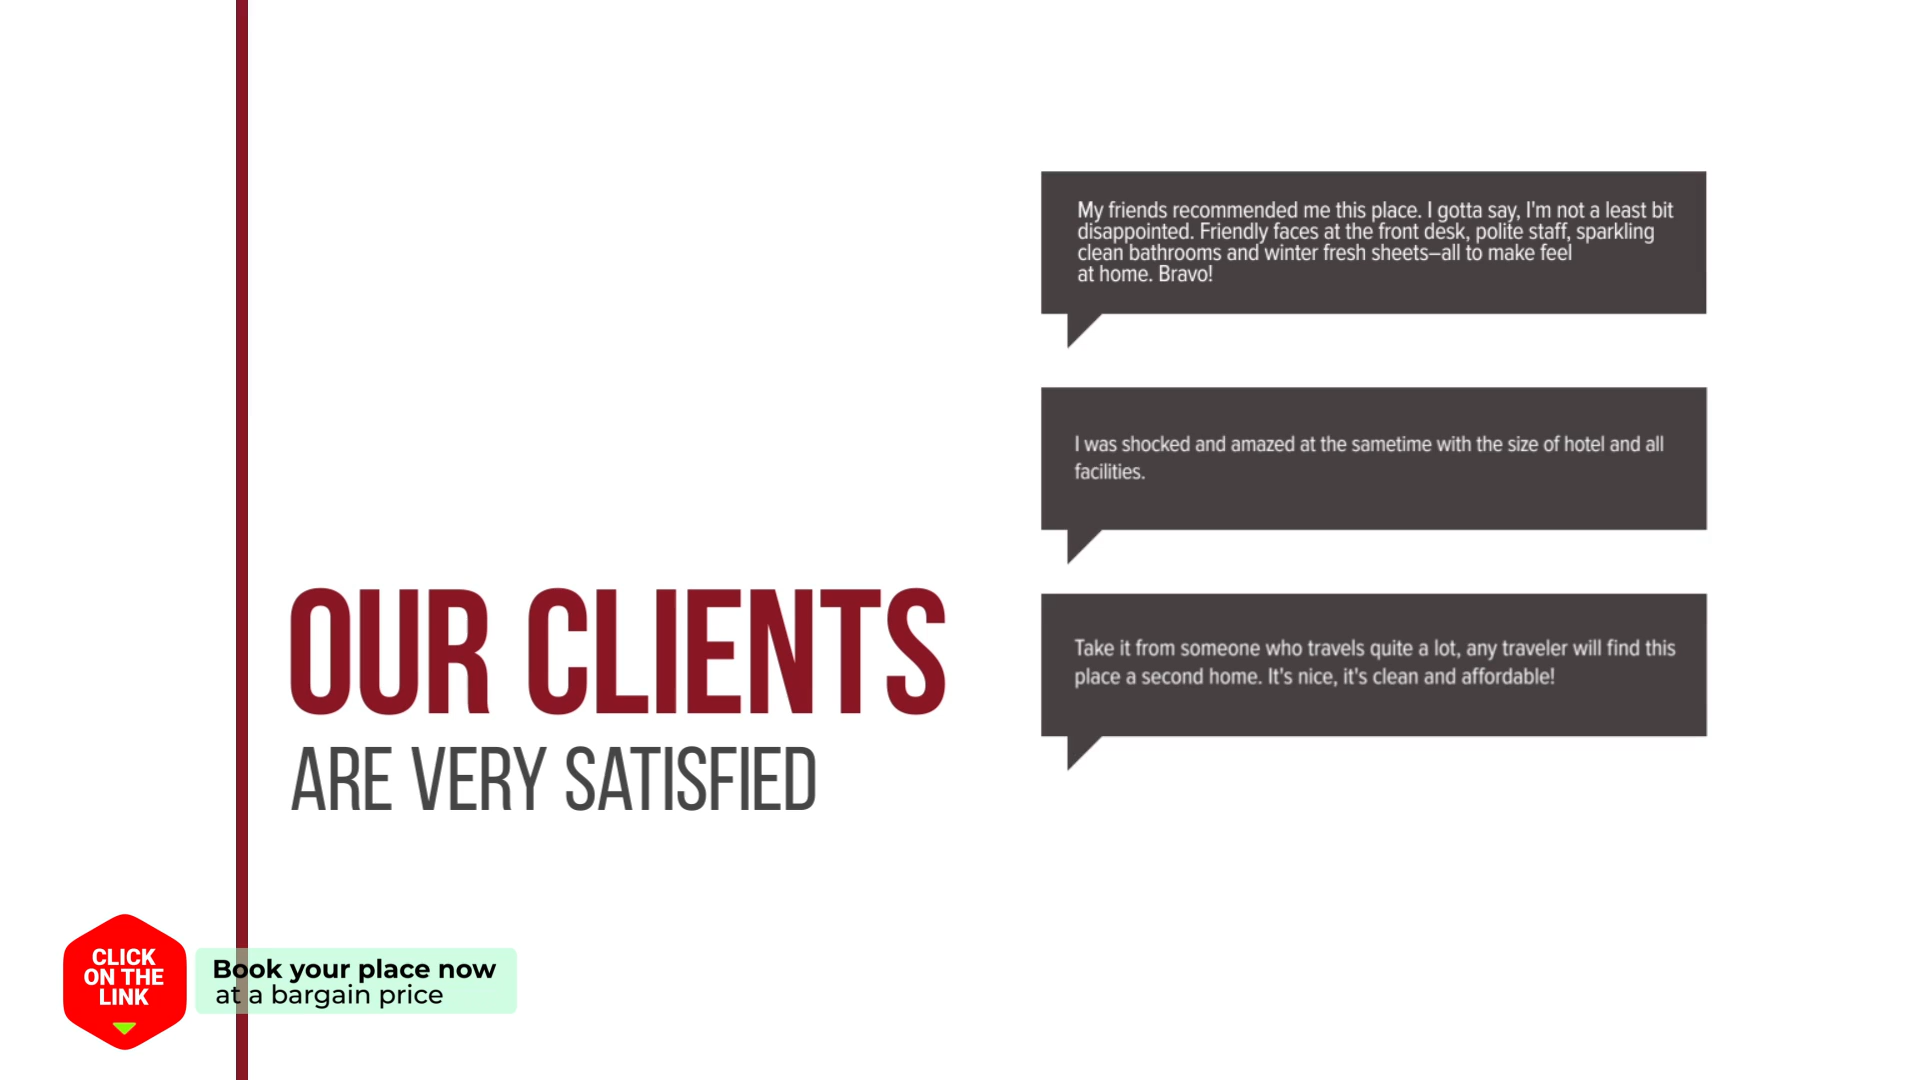 My friends recommended me this place. I gotta say, I'm not a least bit
disappointed. Friendly faces at the front desk, polite staff, sparkling
clean bathrooms and winter fresh sheets–all to make feel
at home. Bravo!
I was shocked and amazed at the sametime with the size of hotel and all
facilities.
Take it from someone who travels quite a lot, any traveler will find this
place a second home. It's nice, it's clean and affordable!
OUR CLIENTS
ARE VERY SATISFIED
CLICK
ON THE
LINK
Book your place now
at a bargain price